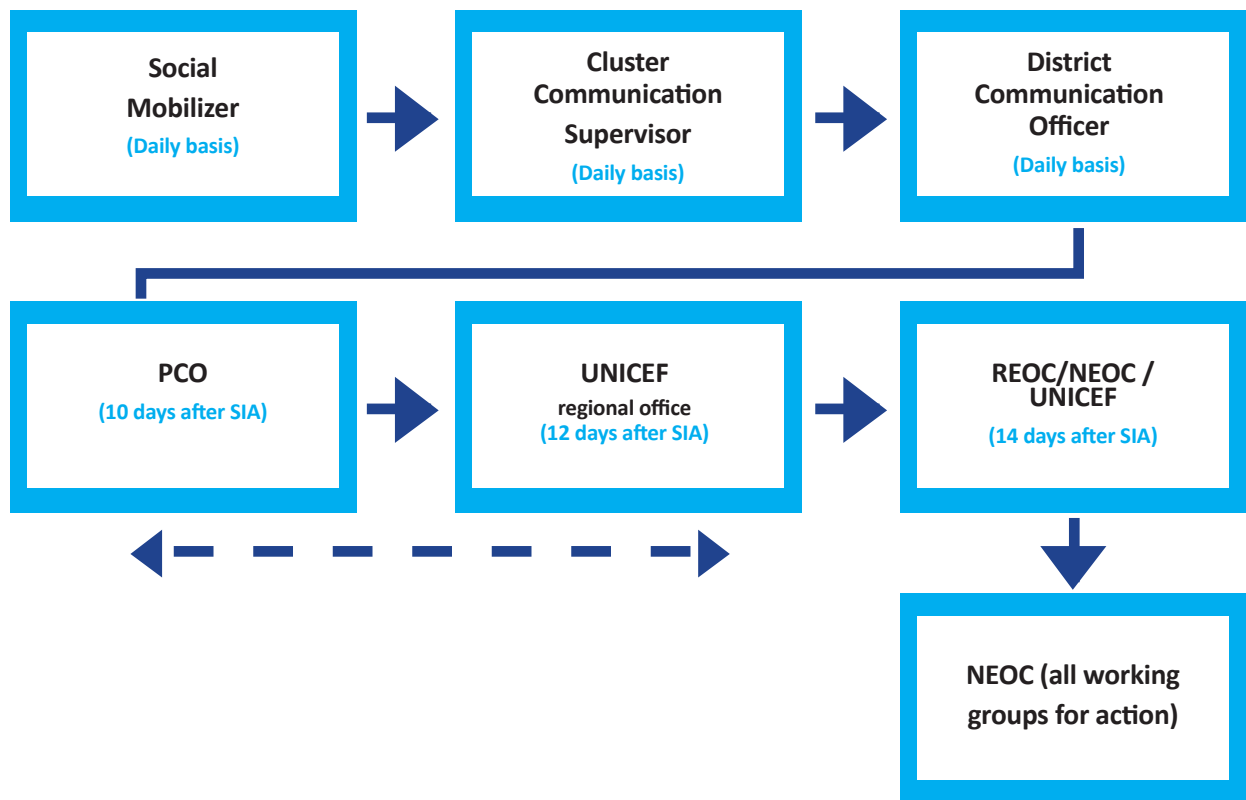 Social
Mobilizer
(Daily basis)
Cluster
Communication
Supervisor
(Daily basis)
District
Communication
Officer
(Daily basis)
PCO
(10 days after SIA)
UNICEF
regional office
(12 days after SIA)
REOC/NEOC /
UNICEF
(14 days after SIA)
NEOC (all working
groups for action)